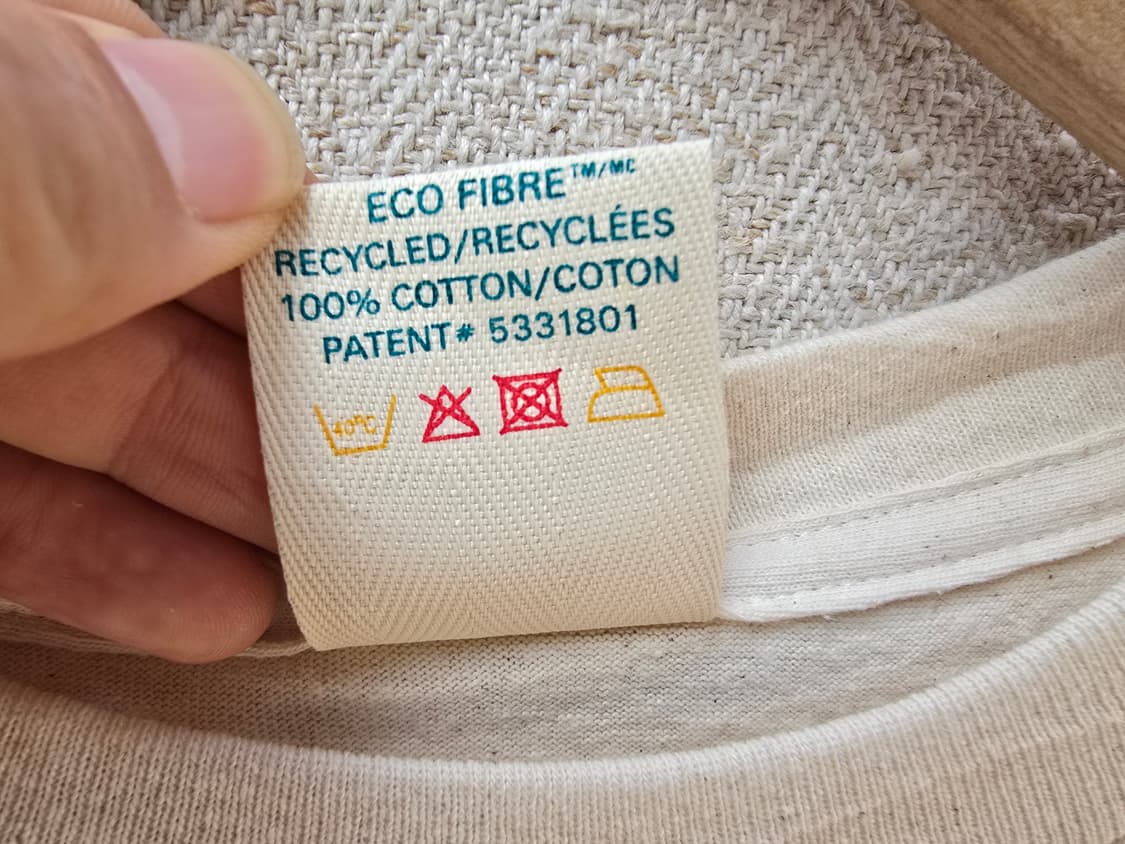 ECO FIBRE™/MC
RECYCLED/RECYCLÉES
100% COTTON/COTON
PATENT# 5331801
40°C